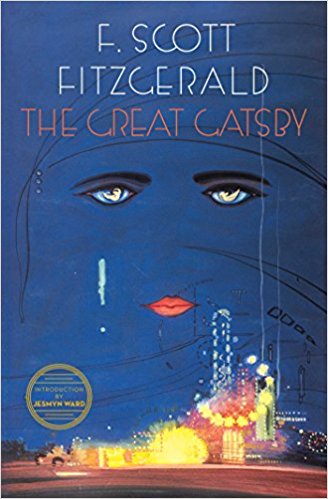 F. SCOTT
FITZGERALD
THE GREAT GATSBY
INTRODUCTION
BY
JESMYN WARD